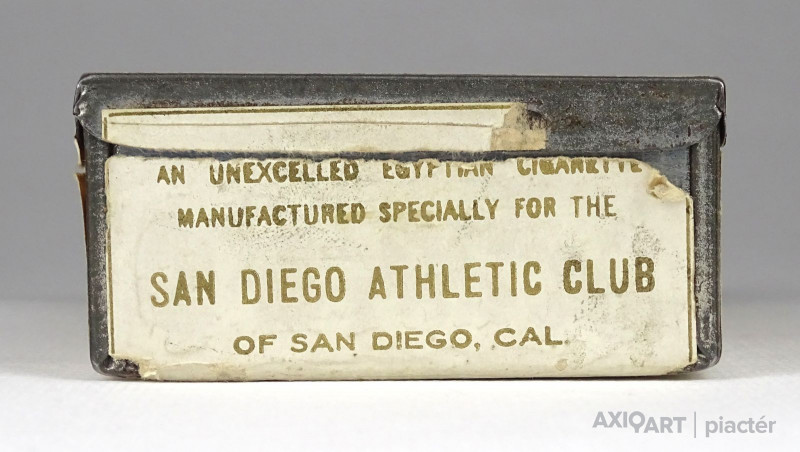 AN UNEXCELLED EGYPTIAN CIGARETTE
MANUFACTURED SPECIALLY FOR THE
SAN DIEGO ATHLETIC CLUB
OF SAN DIEGO, CAL.
AXIOART | piactér